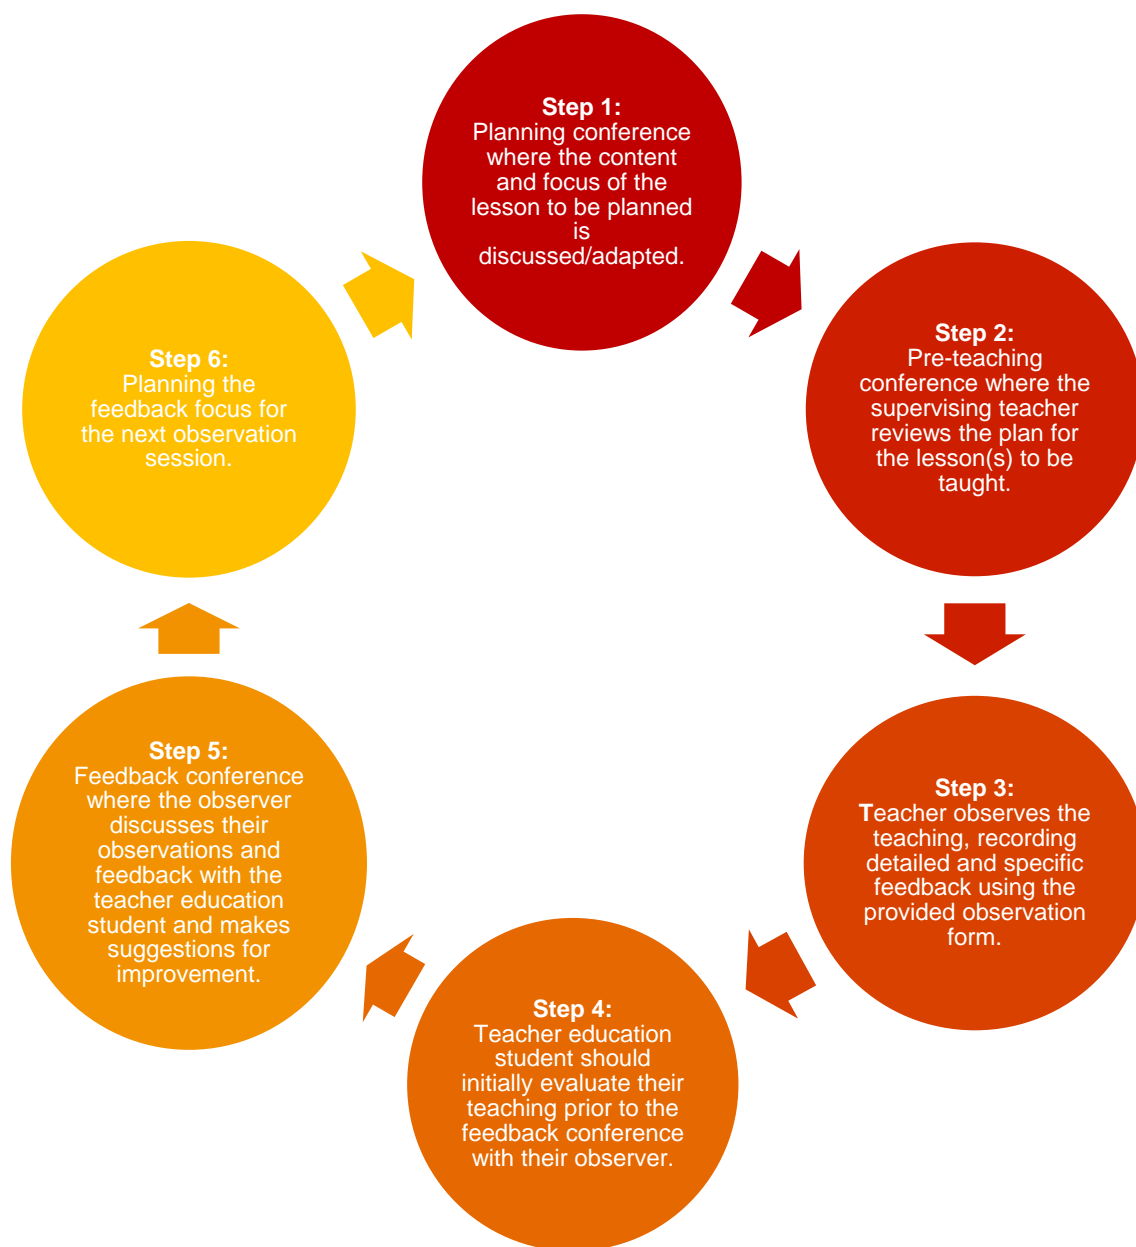 Step 1:
Planning conference
where the content
and focus of the
lesson to be planned
is
discussed/adapted.
Step 2:
Pre-teaching
conference where the
supervising teacher
reviews the plan for
the lesson(s) to be
taught.
Step 3:
Teacher observes the
teaching, recording
detailed and specific
feedback using the
provided observation
form.
Step 4:
Teacher education
student should
initially evaluate their
teaching prior to the
feedback conference
with their observer.
Step 5:
Feedback conference
where the observer
discusses their
observations and
feedback with the
teacher education
student and makes
suggestions for
improvement.
Step 6:
Planning the
feedback focus for
the next observation
session.